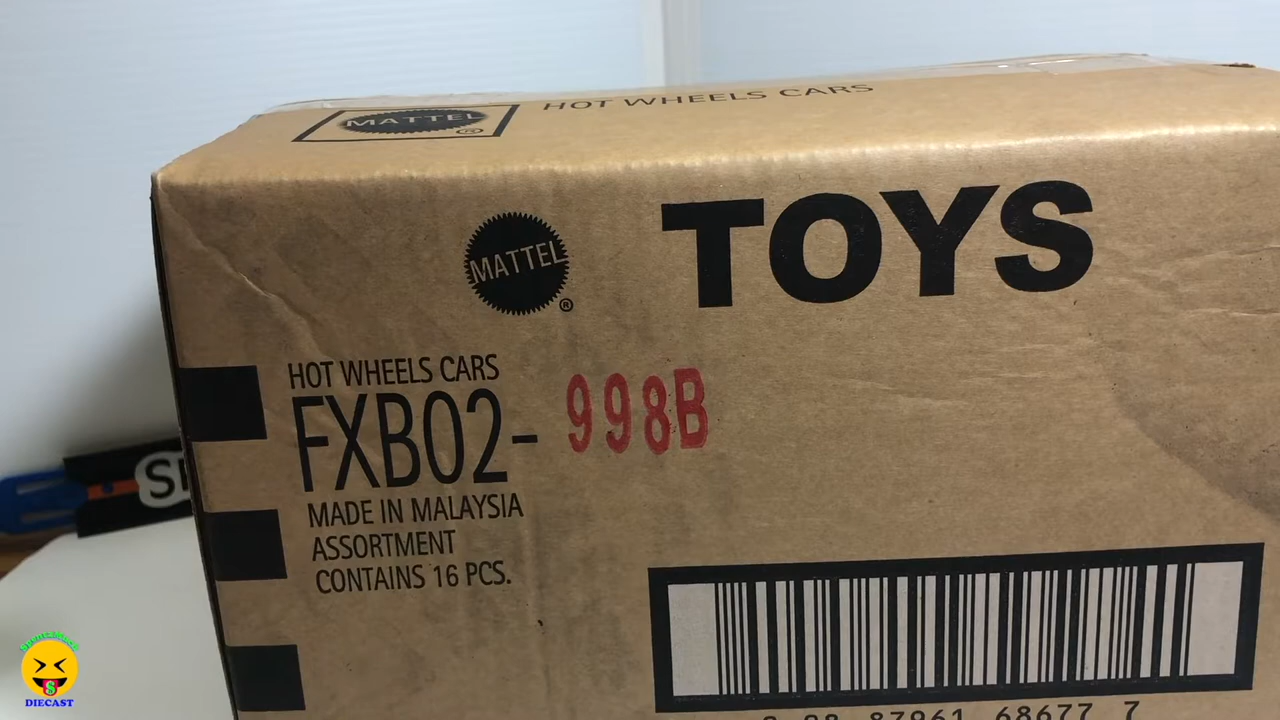 MATTEL ® HOT WHEELS CARS
MATTEL ® TOYS
HOT WHEELS CARS
FXB02- 998B
MADE IN MALAYSIA
ASSORTMENT
CONTAINS 16 PCS.
87961 68677 7
$
DIECAST